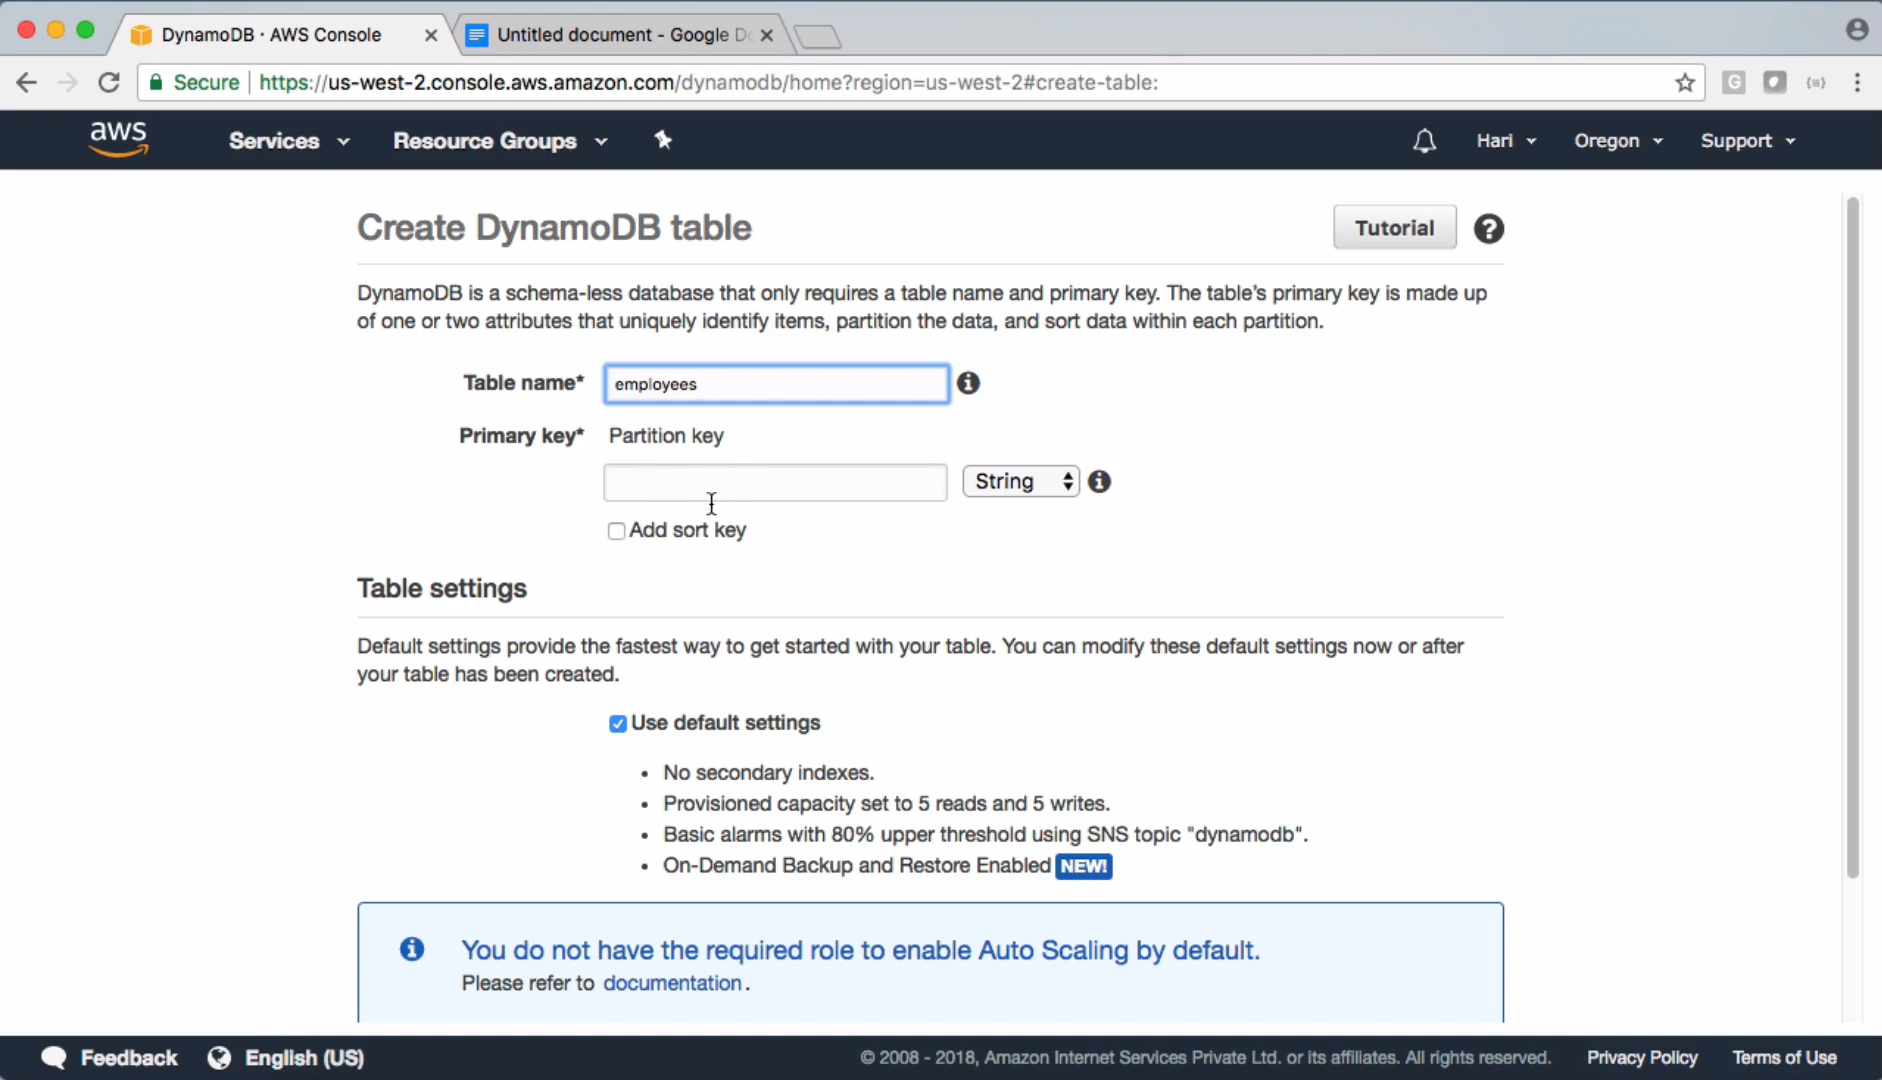 DynamoDB · AWS Console
Untitled document - Google Do
Secure https://us-west-2.console.aws.amazon.com/dynamodb/home?region=us-west-2#create-table:
G
aws Services Resource Groups Hari Oregon Support
Create DynamoDB table Tutorial ?
DynamoDB is a schema-less database that only requires a table name and primary key. The table's primary key is made up
of one or two attributes that uniquely identify items, partition the data, and sort data within each partition.
Table name* employees
Primary key* Partition key
String
Add sort key
Table settings
Default settings provide the fastest way to get started with your table. You can modify these default settings now or after
your table has been created.
Use default settings
• No secondary indexes.
• Provisioned capacity set to 5 reads and 5 writes.
• Basic alarms with 80% upper threshold using SNS topic "dynamodb".
• On-Demand Backup and Restore Enabled NEW!
You do not have the required role to enable Auto Scaling by default.
Please refer to documentation.
Feedback English (US) © 2008 - 2018, Amazon Internet Services Private Ltd. or its affiliates. All rights reserved. Privacy Policy Terms of Use